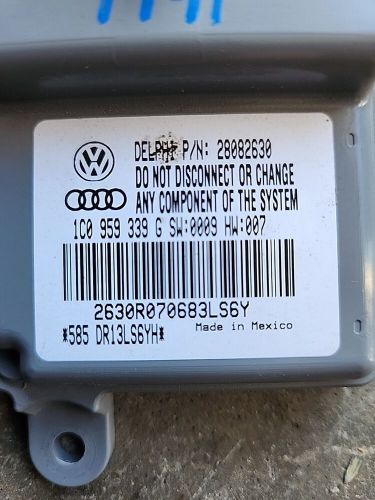 DELPHI P/N: 28082630
DO NOT DISCONNECT OR CHANGE
ANY COMPONENT OF THE SYSTEM
1C0 959 339 G SW:0009 HW:007
2630R070683LS6Y
*585 DR13LS6YH*
Made in Mexico